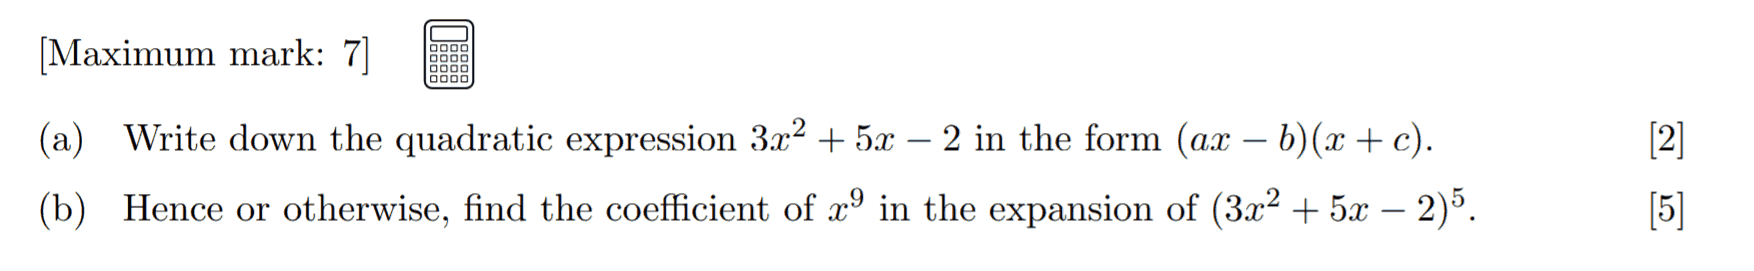 [Maximum mark: 7]
(a) Write down the quadratic expression 3x² + 5x − 2 in the form (ax − b)(x + c). [2]
(b) Hence or otherwise, find the coefficient of x⁹ in the expansion of (3x² + 5x − 2)⁵. [5]